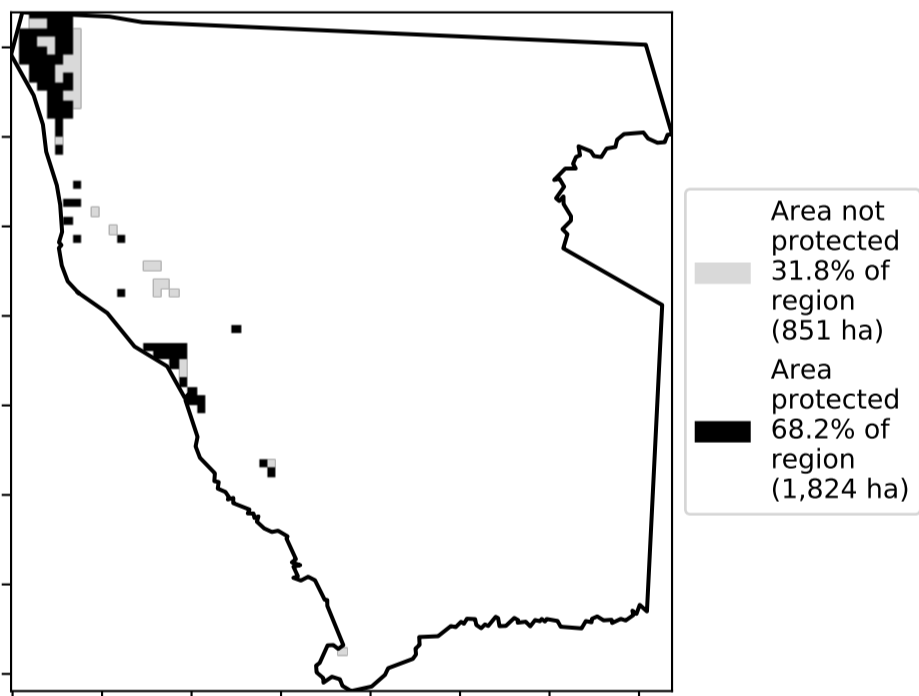 Area not
protected
31.8% of
region
(851 ha)
Area
protected
68.2% of
region
(1,824 ha)